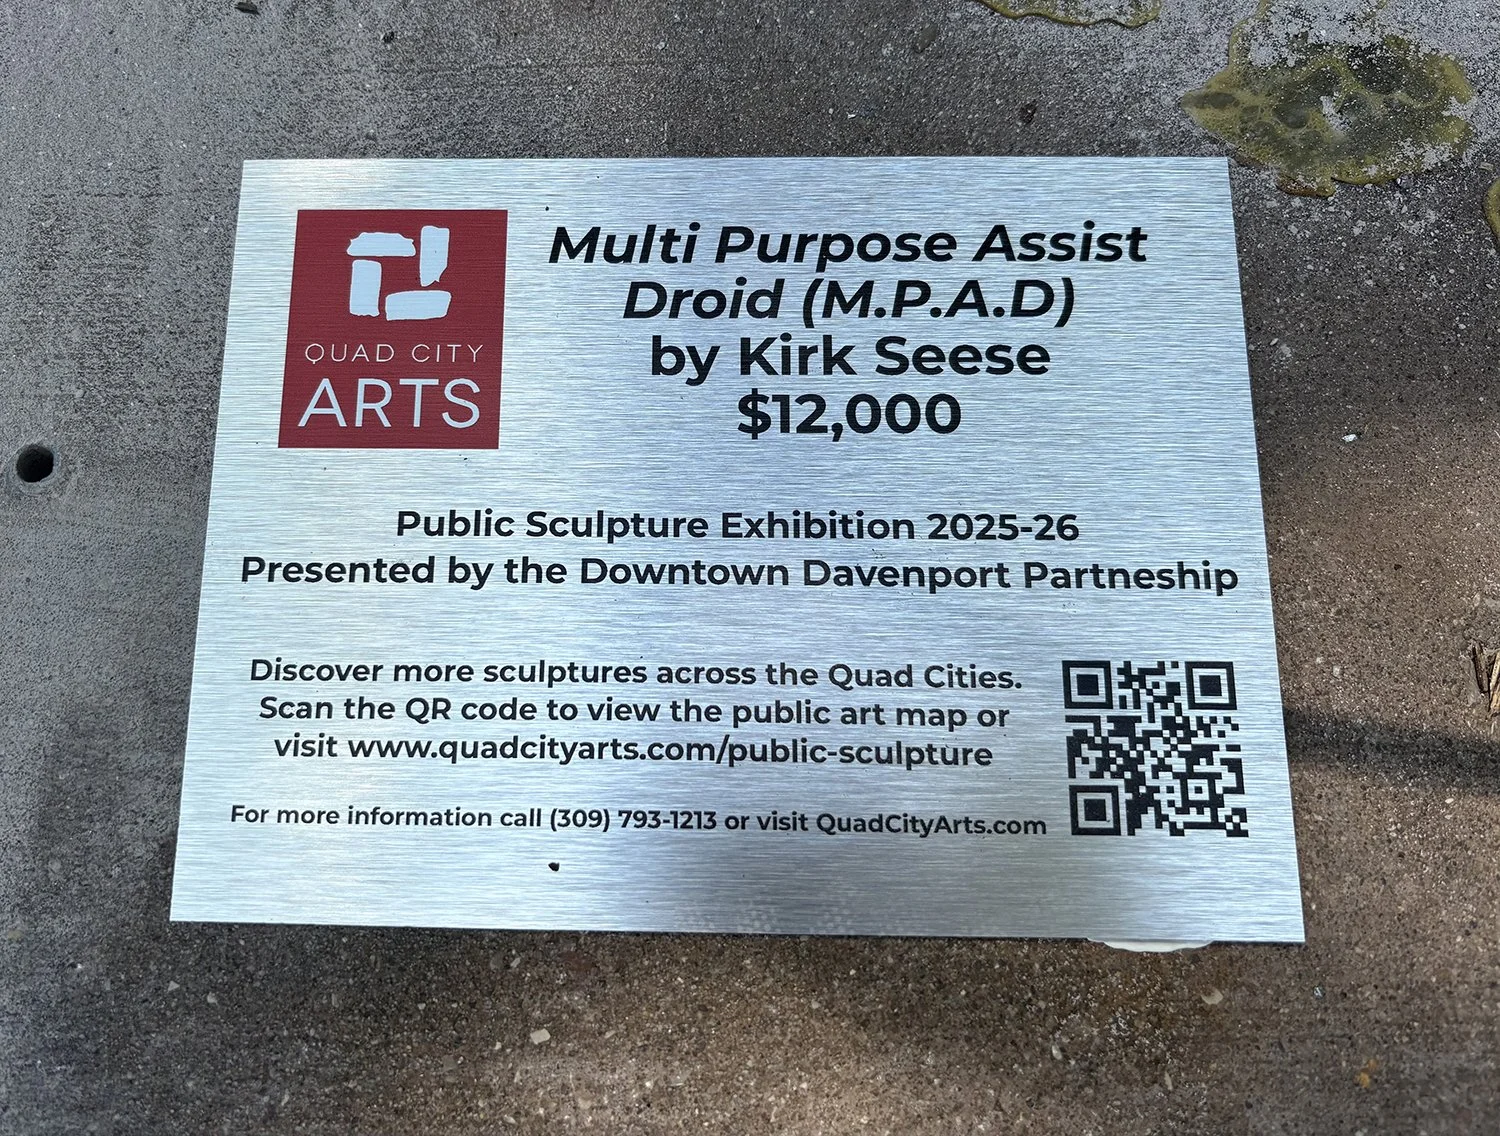 QUAD CITY
ARTS
Multi Purpose Assist
Droid (M.P.A.D)
by Kirk Seese
$12,000
Public Sculpture Exhibition 2025-26
Presented by the Downtown Davenport Partneship
Discover more sculptures across the Quad Cities.
Scan the QR code to view the public art map or
visit www.quadcityarts.com/public-sculpture
For more information call (309) 793-1213 or visit QuadCityArts.com